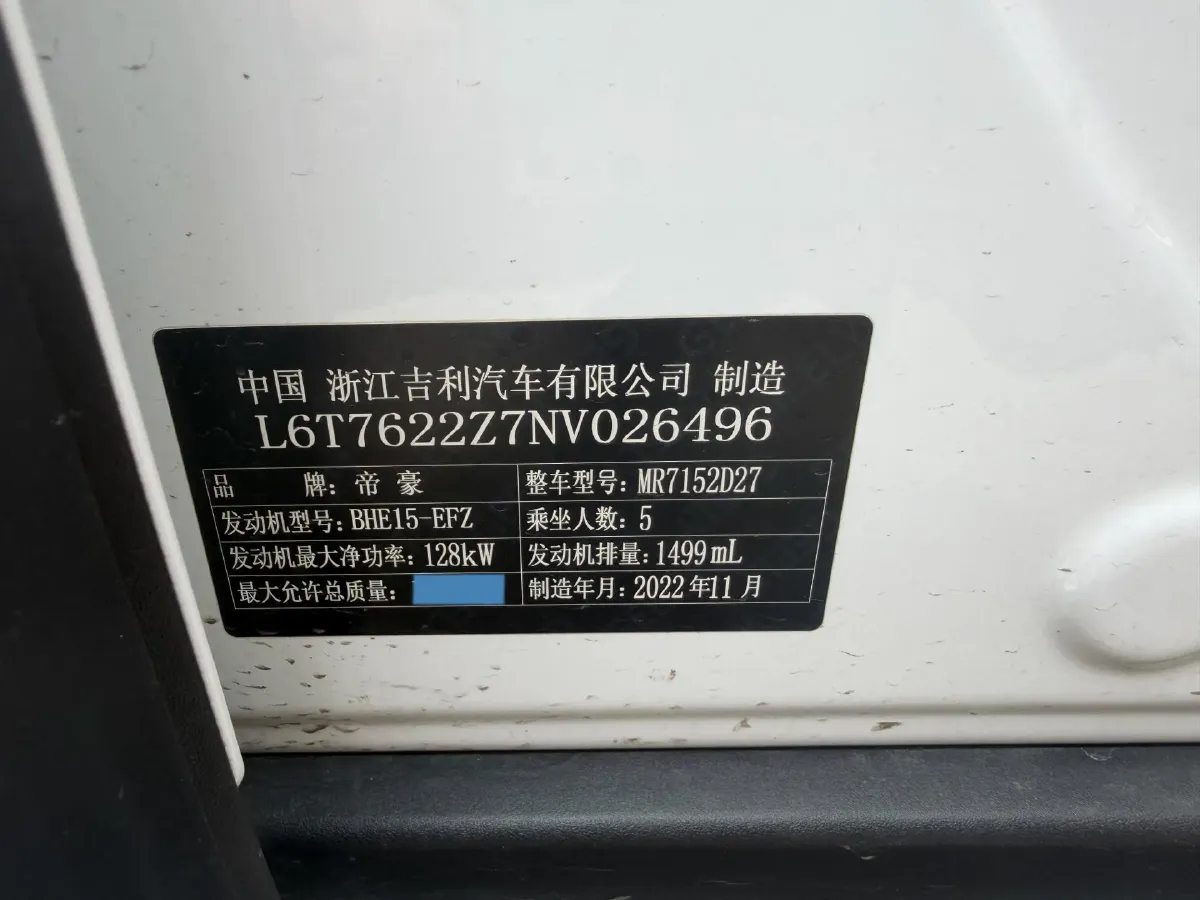 中国 浙江吉利汽车有限公司 制造
L6T7622Z7NV026496
品 牌：帝豪 整车型号：MR7152D27
发动机型号：BHE15-EFZ 乘坐人数：5
发动机最大净功率：128kW 发动机排量：1499mL
最大允许总质量： 制造年月：2022年11月